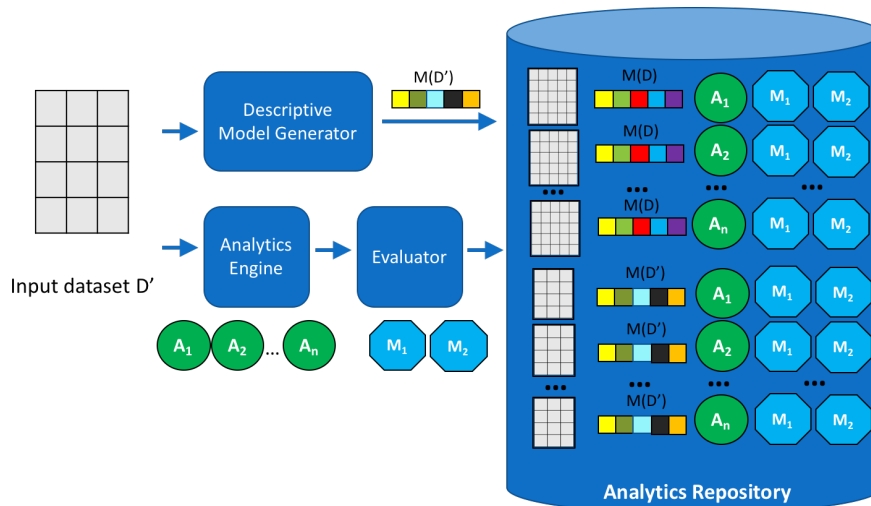 M(D')
Descriptive
Model Generator
Input dataset D'
Analytics
Engine
Evaluator
A1 A2 ... An
M1 M2
M(D) A1 M1 M2
M(D) A2 M1 M2
... ... ... ...
M(D) An M1 M2
M(D') A1 M1 M2
M(D') A2 M1 M2
... ... ... ...
M(D') An M1 M2
Analytics Repository